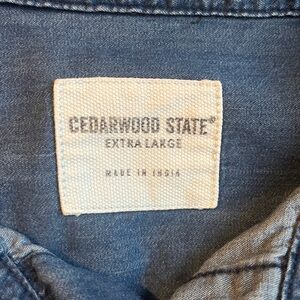 CEDARWOOD STATE®
EXTRA LARGE
MADE IN INDIA